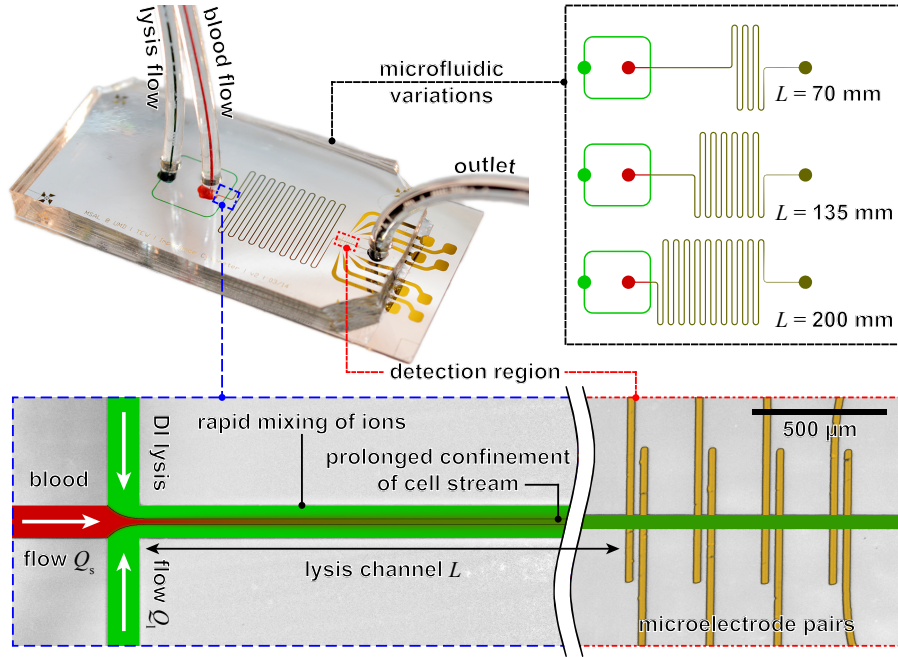 lysis flow
blood flow
microfluidic
variations
outlet
L = 70 mm
L = 135 mm
L = 200 mm
detection region
DI lysis
rapid mixing of ions
500 µm
prolonged confinement
of cell stream
blood
flow Qs
flow Ql
lysis channel L
microelectrode pairs